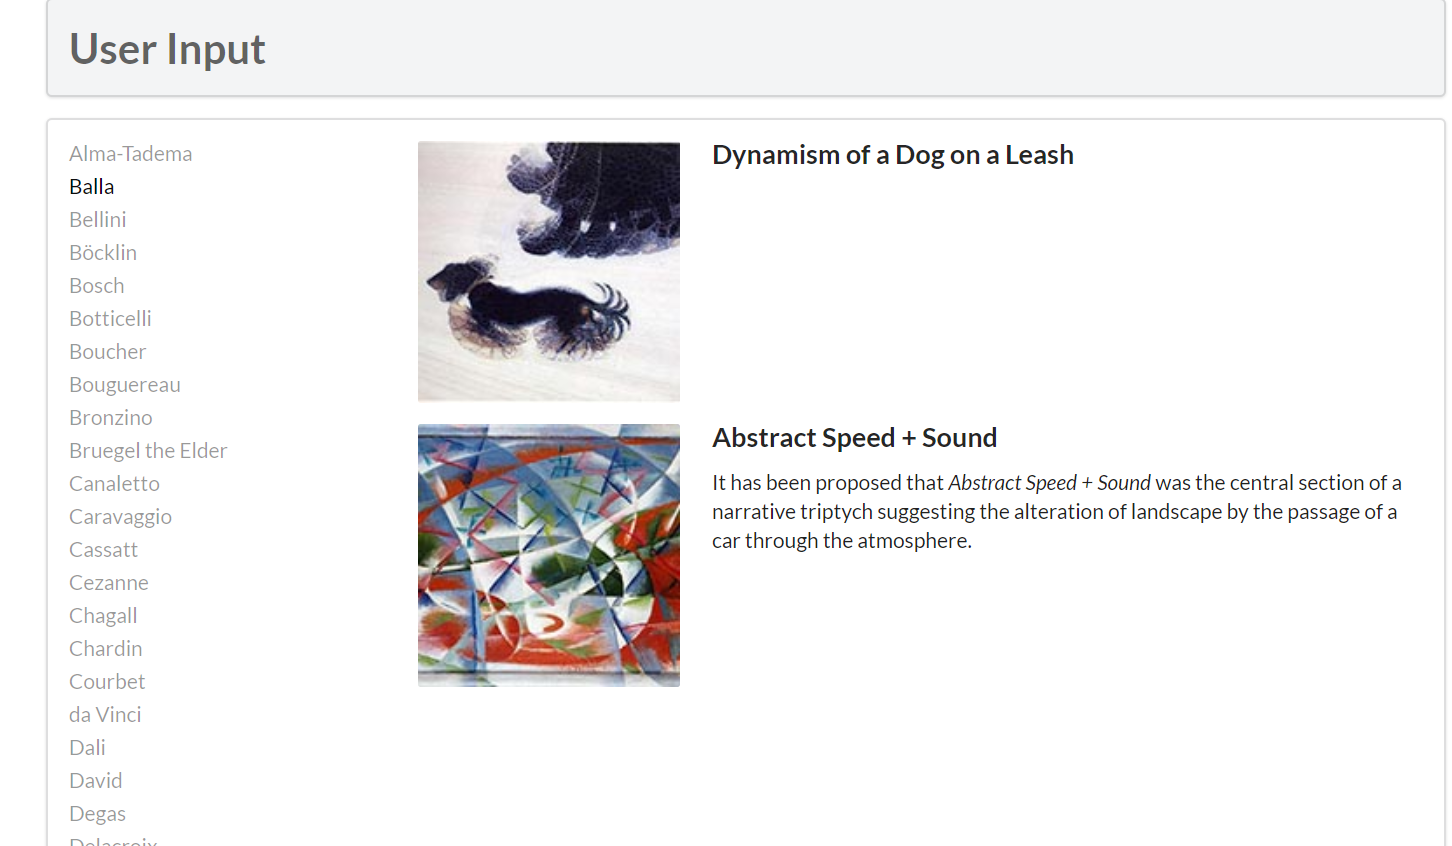 User Input
Alma-Tadema
Balla
Bellini
Böcklin
Bosch
Botticelli
Boucher
Bouguereau
Bronzino
Bruegel the Elder
Canaletto
Caravaggio
Cassatt
Cezanne
Chagall
Chardin
Courbet
da Vinci
Dali
David
Degas
Delacroix
Dynamism of a Dog on a Leash
Abstract Speed + Sound
It has been proposed that Abstract Speed + Sound was the central section of a
narrative triptych suggesting the alteration of landscape by the passage of a
car through the atmosphere.